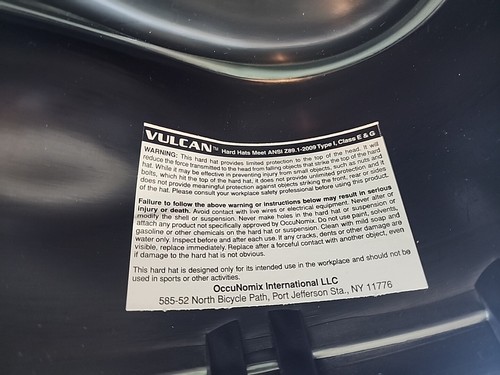 VULCAN™ Hard Hats Meet ANSI Z89.1-2009 Type I, Class E & G
WARNING: This hard hat provides limited protection to the top of the head. It will
reduce the force transmitted to the head from falling objects that strike the top of the hard
hat. While it may be effective in preventing injury from small objects, such as nuts and
bolts, which hit the top of the hard hat, it does not provide unlimited protection and it
does not provide meaningful protection against objects striking the front, rear or sides
of the hat. Please consult your workplace safety professional before using this product.
Failure to follow the above warning or instructions below may result in serious
injury or death. Avoid contact with live wires or electrical equipment. Never alter or
modify the shell or suspension. Never make holes in the hard hat or suspension or
attach any product not specifically approved by OccuNomix. Do not use paint, solvents,
gasoline or other chemicals on the hard hat or suspension. Clean with mild soap and
water only. Inspect before and after each use. If any cracks, dents or other damage are
visible, replace immediately. Replace after a forceful contact with another object, even
if damage to the hard hat is not obvious.
This hard hat is designed only for its intended use in the workplace and should not be
used in sports or other activities.
OccuNomix International LLC
585-52 North Bicycle Path, Port Jefferson Sta., NY 11776